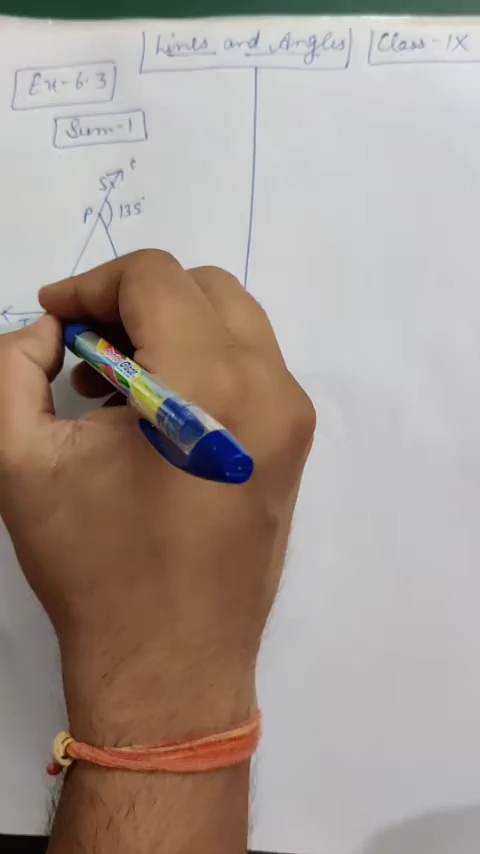 Lines and Angles
Class-IX
Ex-6.3
Sum-1
S
P 135°
T